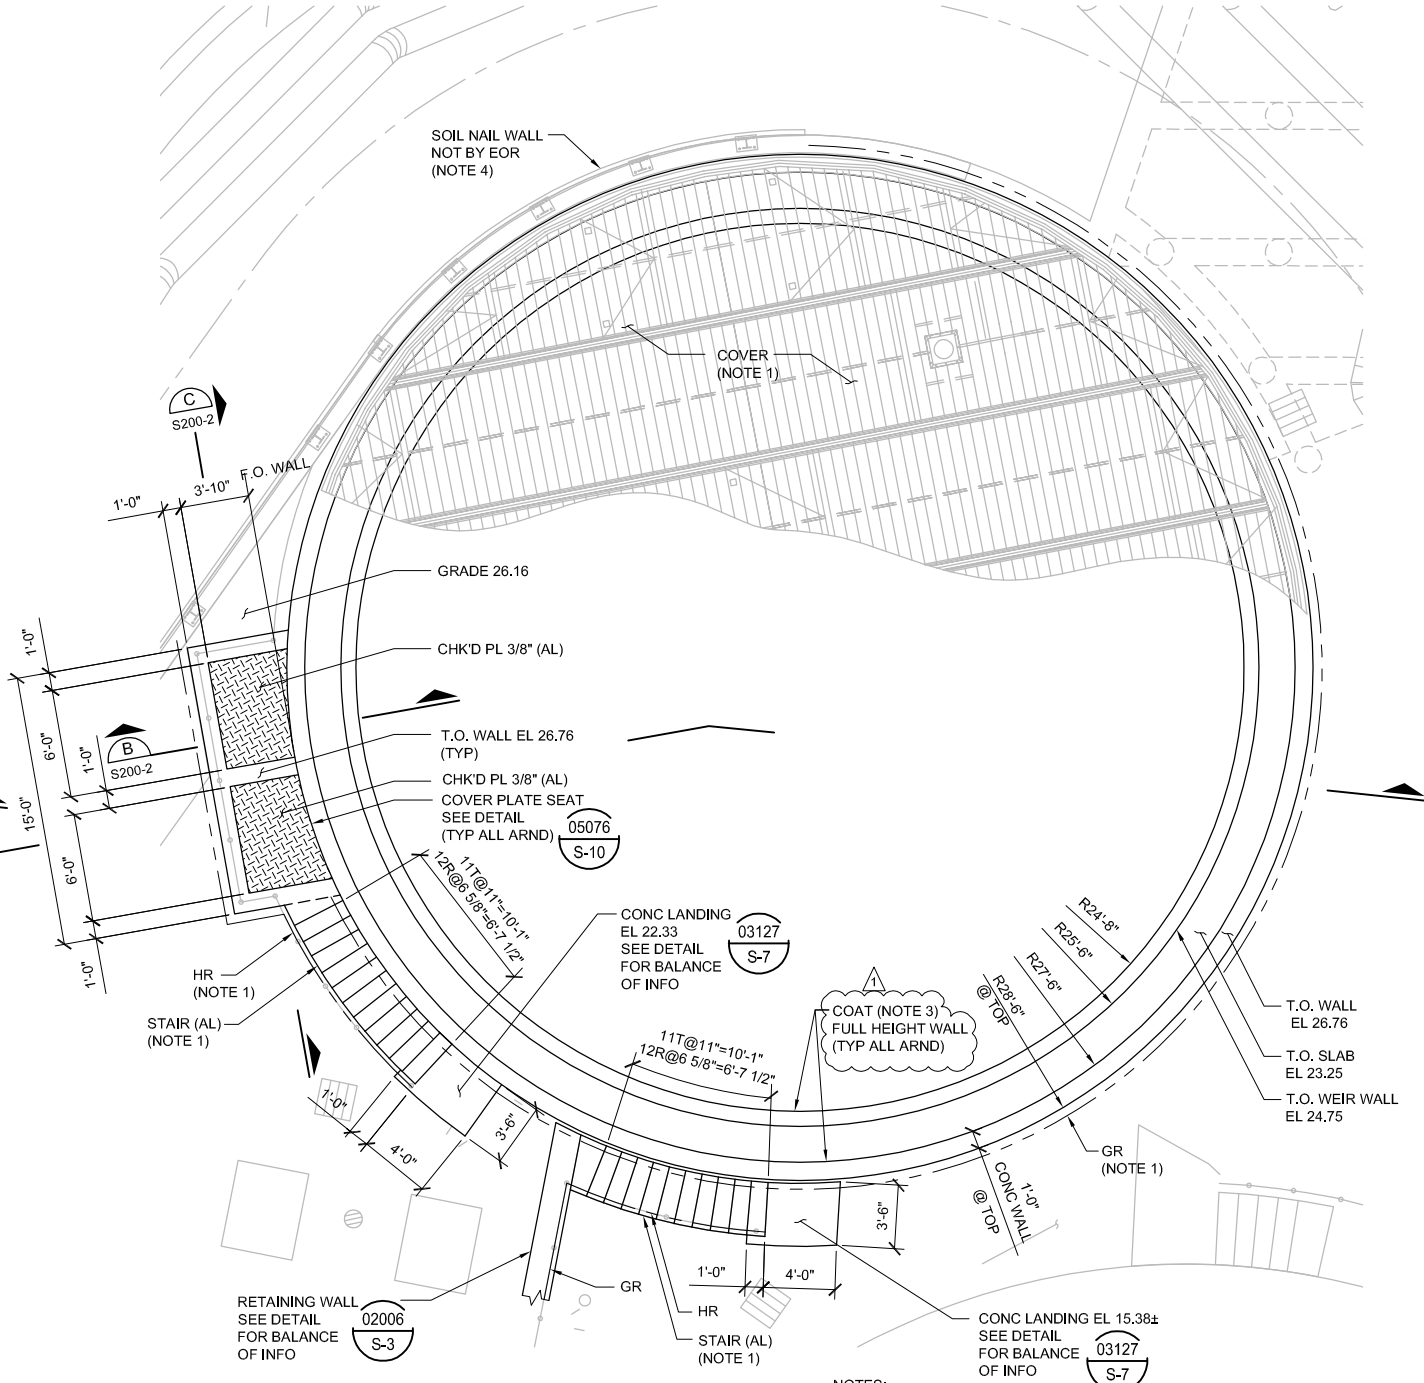 SOIL NAIL WALL
NOT BY EOR
(NOTE 4)
COVER
(NOTE 1)
C
S200-2
F.O. WALL
3'-10"
1'-0"
GRADE 26.16
1'-0"
CHK'D PL 3/8" (AL)
6'-0"
1'-0"
B
S200-2
T.O. WALL EL 26.76
(TYP)
15'-0"
CHK'D PL 3/8" (AL)
COVER PLATE SEAT
SEE DETAIL
(TYP ALL ARND)
05076
S-10
6'-0"
1'-0"
11T@11"=10'-1"
12R@6 5/8"=6'-7 1/2"
CONC LANDING
EL 22.33
SEE DETAIL
FOR BALANCE
OF INFO
03127
S-7
HR
(NOTE 1)
STAIR (AL)
(NOTE 1)
R24'-8"
R25'-6"
R27'-6"
R28'-6"
@ TOP
1
COAT (NOTE 3)
FULL HEIGHT WALL
(TYP ALL ARND)
T.O. WALL
EL 26.76
T.O. SLAB
EL 23.25
T.O. WEIR WALL
EL 24.75
11T@11"=10'-1"
12R@6 5/8"=6'-7 1/2"
1'-0"
4'-0"
3'-6"
GR
(NOTE 1)
1'-0"
CONC WALL
@ TOP
3'-6"
1'-0"
4'-0"
GR
HR
STAIR (AL)
(NOTE 1)
RETAINING WALL
SEE DETAIL
FOR BALANCE
OF INFO
02006
S-3
CONC LANDING EL 15.38±
SEE DETAIL
FOR BALANCE
OF INFO
03127
S-7
NOTES: